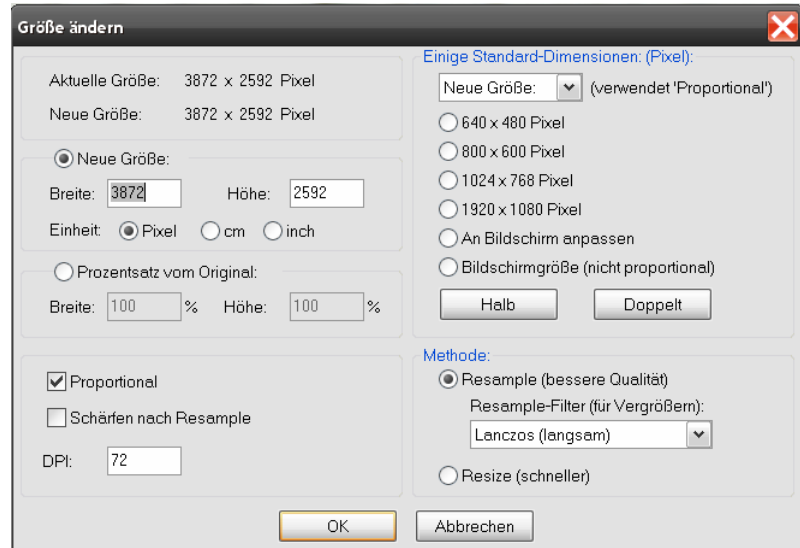 Größe ändern
Aktuelle Größe: 3872 x 2592 Pixel
Neue Größe: 3872 x 2592 Pixel
Neue Größe:
Breite: 3872 Höhe: 2592
Einheit: Pixel cm inch
Prozentsatz vom Original:
Breite: 100 % Höhe: 100 %
Proportional
Schärfen nach Resample
DPI: 72
Einige Standard-Dimensionen: (Pixel):
Neue Größe: (verwendet 'Proportional')
640 x 480 Pixel
800 x 600 Pixel
1024 x 768 Pixel
1920 x 1080 Pixel
An Bildschirm anpassen
Bildschirmgröße (nicht proportional)
Halb Doppelt
Methode:
Resample (bessere Qualität)
Resample-Filter (für Vergrößern):
Lanczos (langsam)
Resize (schneller)
OK Abbrechen